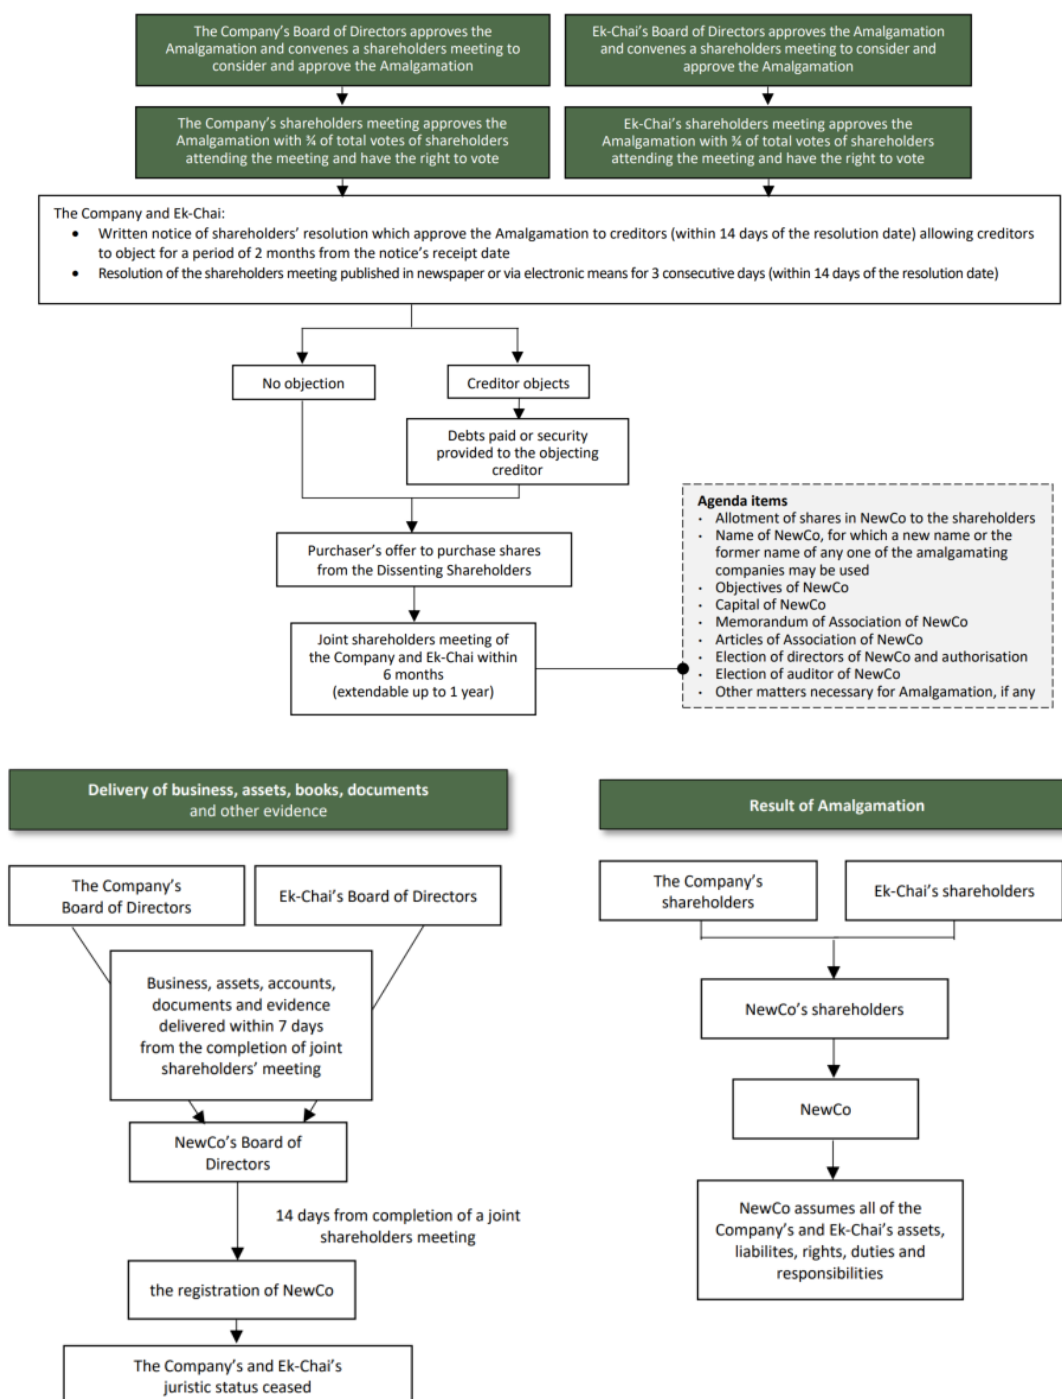 The Company's Board of Directors approves the
Amalgamation and convenes a shareholders meeting to
consider and approve the Amalgamation
Ek-Chai's Board of Directors approves the Amalgamation
and convenes a shareholders meeting to consider and
approve the Amalgamation
The Company's shareholders meeting approves the
Amalgamation with ¾ of total votes of shareholders
attending the meeting and have the right to vote
Ek-Chai's shareholders meeting approves the
Amalgamation with ¾ of total votes of shareholders
attending the meeting and have the right to vote
The Company and Ek-Chai:
• Written notice of shareholders' resolution which approve the Amalgamation to creditors (within 14 days of the resolution date) allowing creditors
to object for a period of 2 months from the notice's receipt date
• Resolution of the shareholders meeting published in newspaper or via electronic means for 3 consecutive days (within 14 days of the resolution date)
No objection
Creditor objects
Debts paid or security
provided to the objecting
creditor
Purchaser's offer to purchase shares
from the Dissenting Shareholders
Joint shareholders meeting of
the Company and Ek-Chai within
6 months
(extendable up to 1 year)
Agenda items
· Allotment of shares in NewCo to the shareholders
· Name of NewCo, for which a new name or the
former name of any one of the amalgamating
companies may be used
· Objectives of NewCo
· Capital of NewCo
· Memorandum of Association of NewCo
· Articles of Association of NewCo
· Election of directors of NewCo and authorisation
· Election of auditor of NewCo
· Other matters necessary for Amalgamation, if any
Delivery of business, assets, books, documents
and other evidence
The Company's
Board of Directors
Ek-Chai's Board of Directors
Business, assets, accounts,
documents and evidence
delivered within 7 days
from the completion of joint
shareholders' meeting
NewCo's Board of
Directors
14 days from completion of a joint
shareholders meeting
the registration of NewCo
The Company's and Ek-Chai's
juristic status ceased
Result of Amalgamation
The Company's
shareholders
Ek-Chai's shareholders
NewCo's shareholders
NewCo
NewCo assumes all of the
Company's and Ek-Chai's assets,
liabilites, rights, duties and
responsibilities